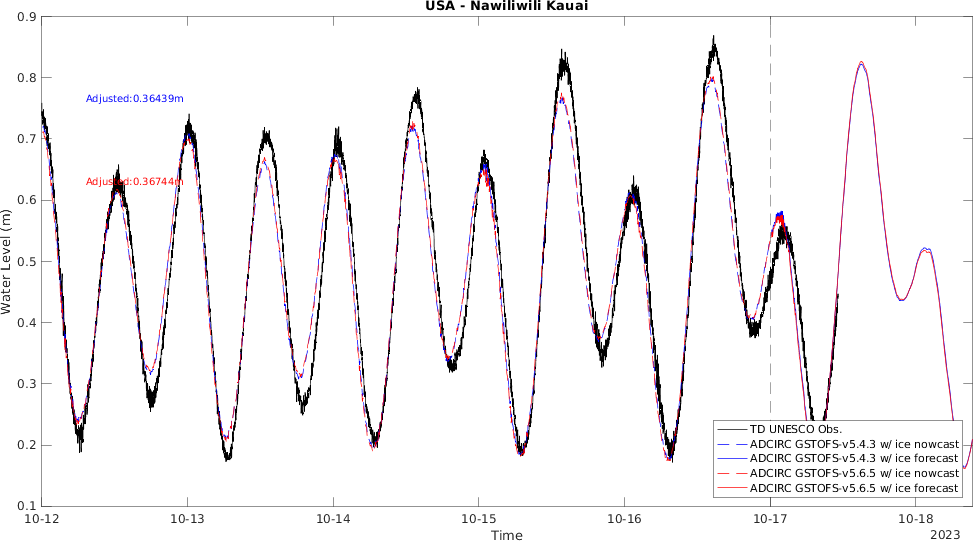 USA - Nawiliwili Kauai
0.9
0.8
0.7
0.6
0.5
0.4
0.3
0.2
0.1
Water Level (m)
Adjusted:0.36439m
Adjusted:0.36744m
TD UNESCO Obs.
ADCIRC GSTOFS-v5.4.3 w/ ice nowcast
ADCIRC GSTOFS-v5.4.3 w/ ice forecast
ADCIRC GSTOFS-v5.6.5 w/ ice nowcast
ADCIRC GSTOFS-v5.6.5 w/ ice forecast
10-12 10-13 10-14 10-15 10-16 10-17 10-18
Time
2023